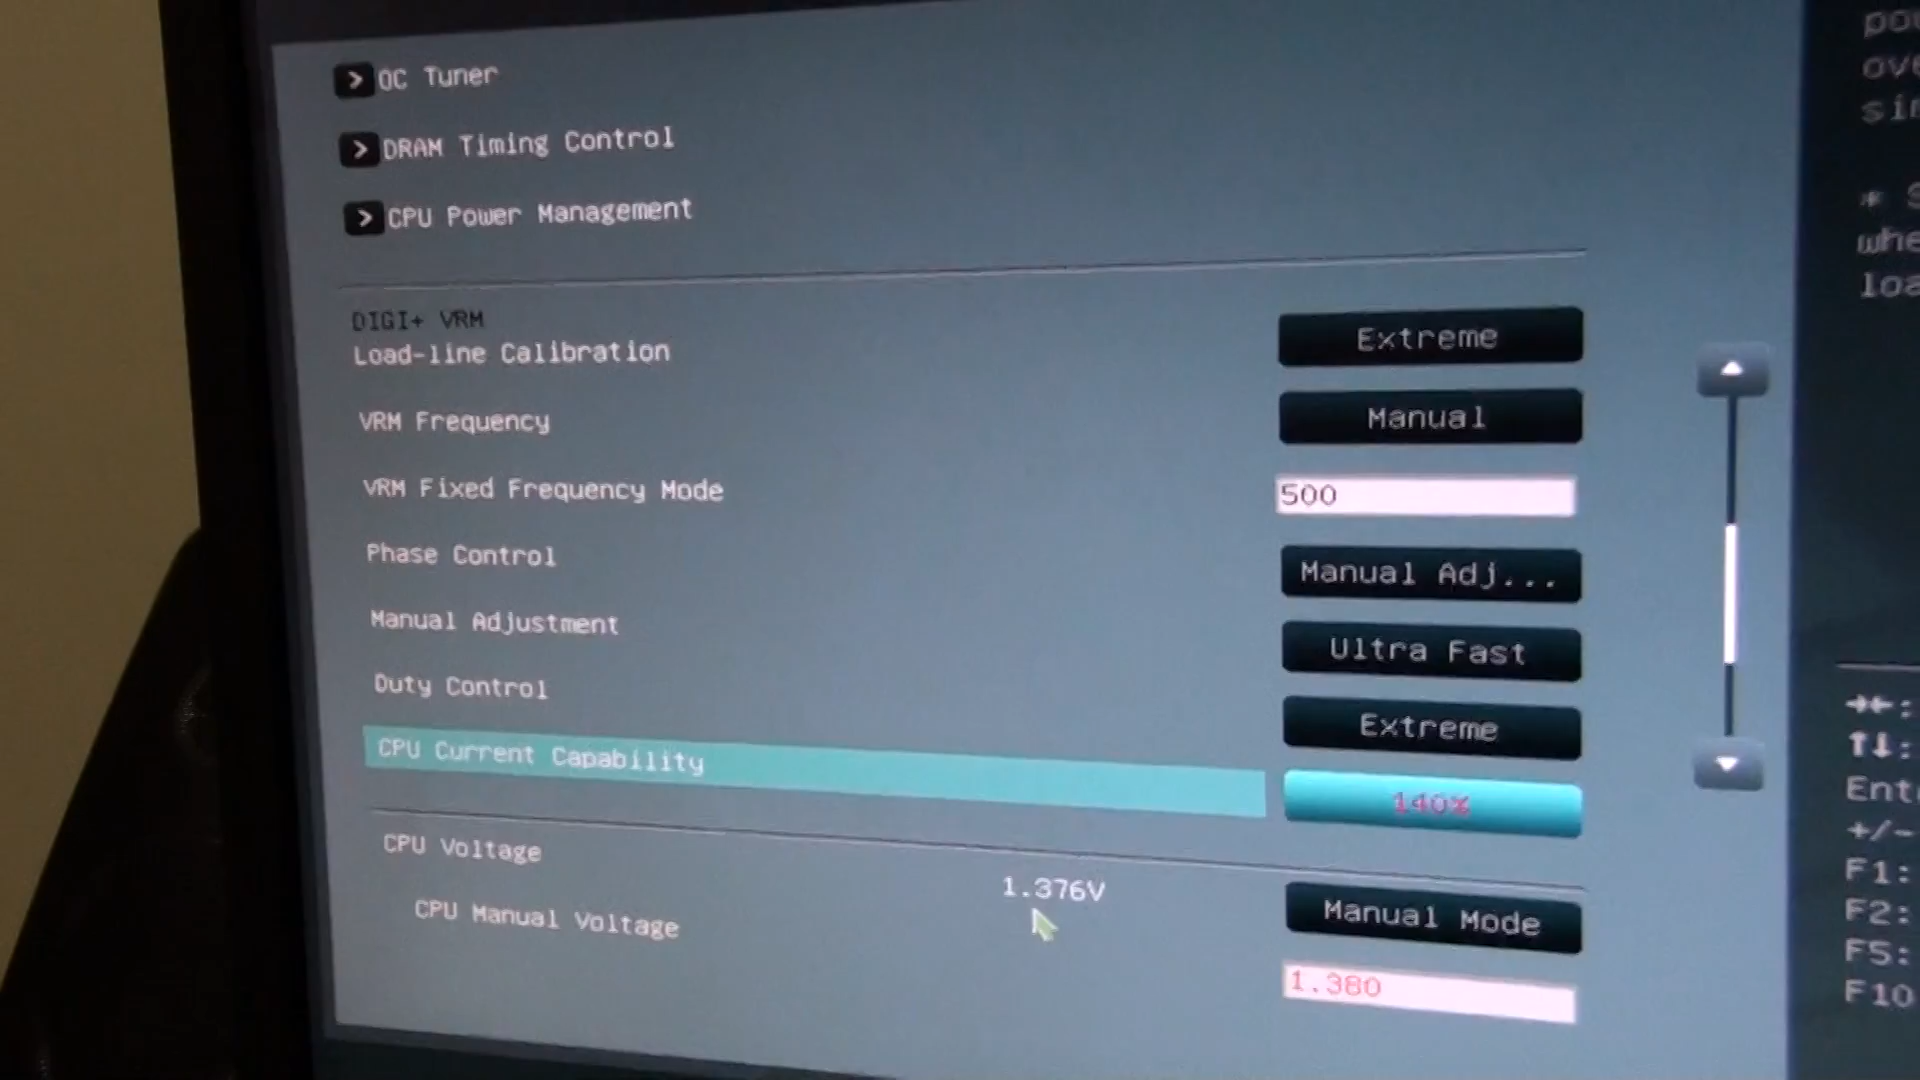 > OC Tuner
> DRAM Timing Control
> CPU Power Management
DIGI+ VRM
Load-line Calibration Extreme
VRM Frequency Manual
VRM Fixed Frequency Mode 500
Phase Control Manual Adj...
Manual Adjustment Ultra Fast
Duty Control Extreme
CPU Current Capability 140%
CPU Voltage 1.376V Manual Mode
CPU Manual Voltage 1.380
→←:
↑↓:
+/-
F1:
F2:
F5:
F10